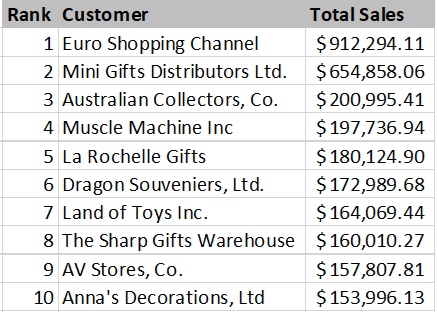 Rank Customer Total Sales
1 Euro Shopping Channel $912,294.11
2 Mini Gifts Distributors Ltd. $654,858.06
3 Australian Collectors, Co. $200,995.41
4 Muscle Machine Inc $197,736.94
5 La Rochelle Gifts $180,124.90
6 Dragon Souveniers, Ltd. $172,989.68
7 Land of Toys Inc. $164,069.44
8 The Sharp Gifts Warehouse $160,010.27
9 AV Stores, Co. $157,807.81
10 Anna's Decorations, Ltd $153,996.13